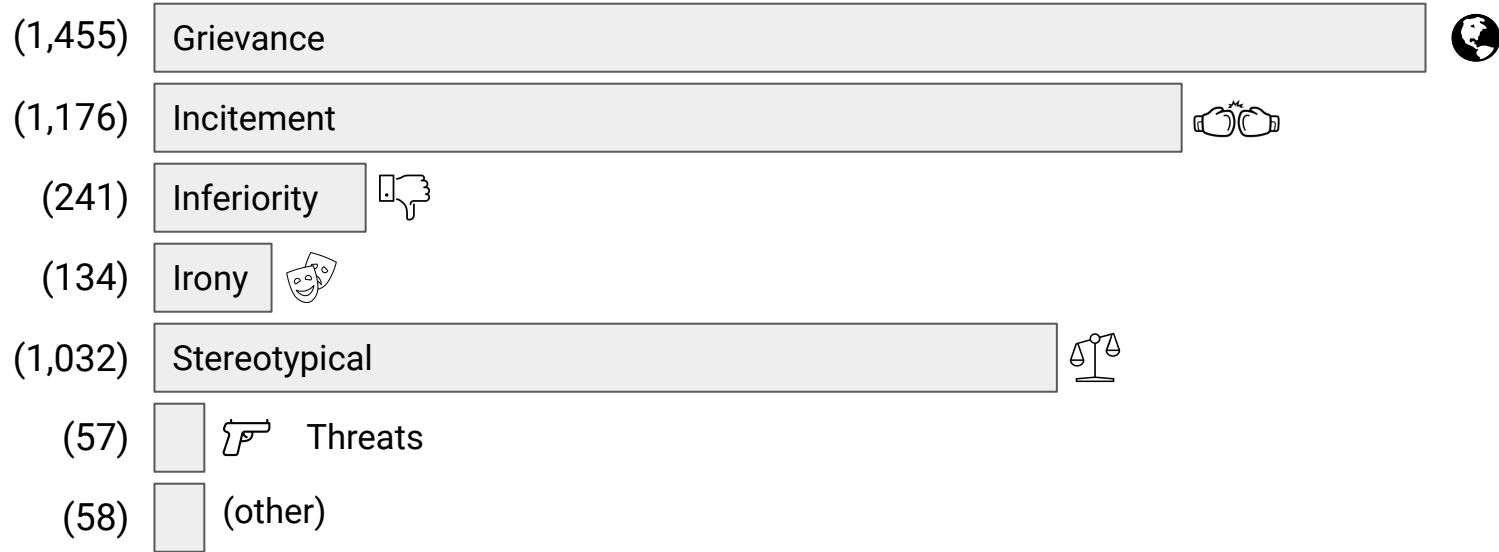 (1,455) Grievance
(1,176) Incitement
(241) Inferiority
(134) Irony
(1,032) Stereotypical
(57) Threats
(58) (other)